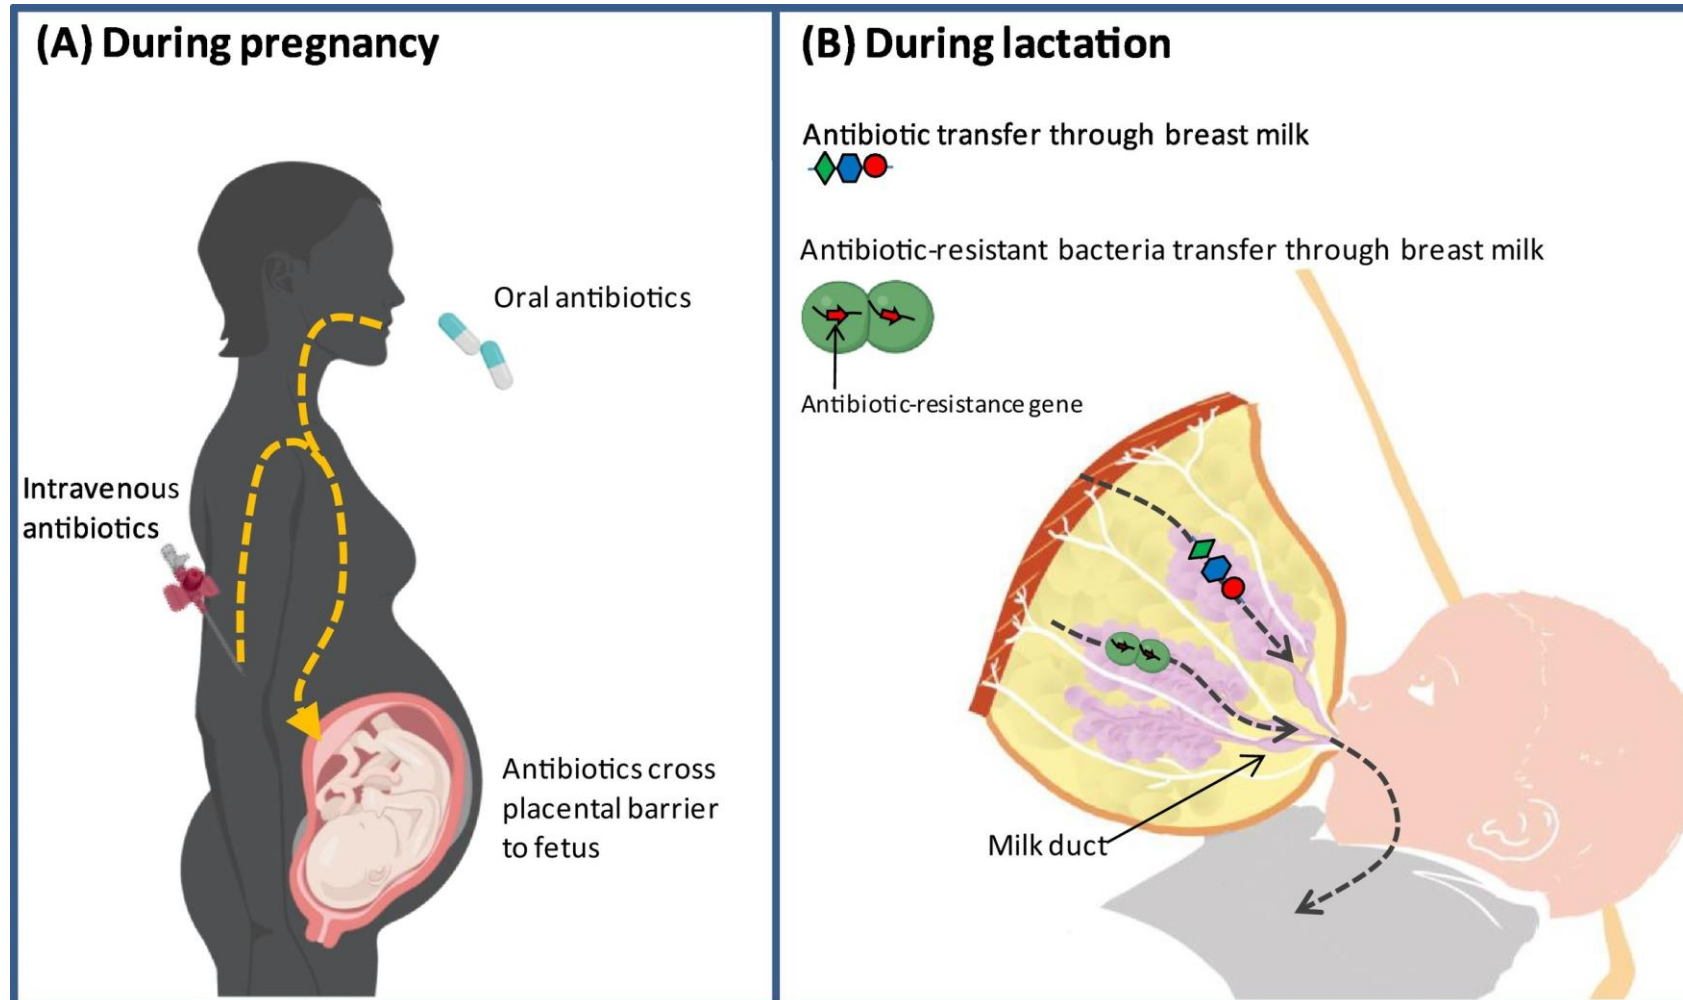 (A) During pregnancy
Oral antibiotics
Intravenous
antibiotics
Antibiotics cross
placental barrier
to fetus
(B) During lactation
Antibiotic transfer through breast milk
Antibiotic-resistant bacteria transfer through breast milk
Antibiotic-resistance gene
Milk duct